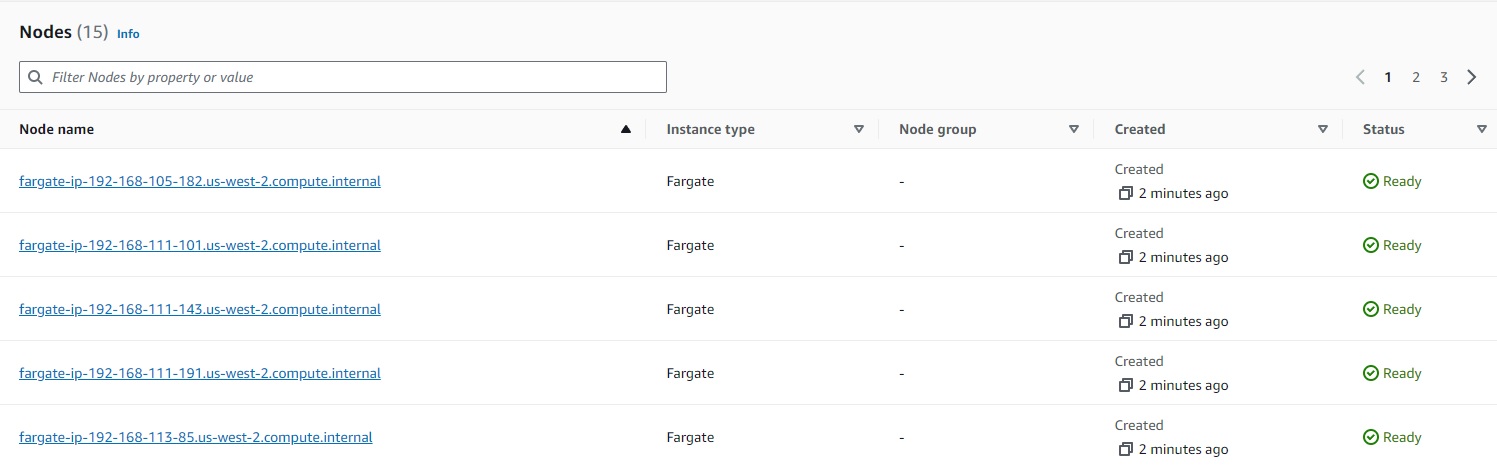 Nodes (15) Info
Filter Nodes by property or value
1 2 3
Node name Instance type Node group Created Status
Created
fargate-ip-192-168-105-182.us-west-2.compute.internal Fargate - 2 minutes ago Ready
Created
fargate-ip-192-168-111-101.us-west-2.compute.internal Fargate - 2 minutes ago Ready
Created
fargate-ip-192-168-111-143.us-west-2.compute.internal Fargate - 2 minutes ago Ready
Created
fargate-ip-192-168-111-191.us-west-2.compute.internal Fargate - 2 minutes ago Ready
Created
fargate-ip-192-168-113-85.us-west-2.compute.internal Fargate - 2 minutes ago Ready